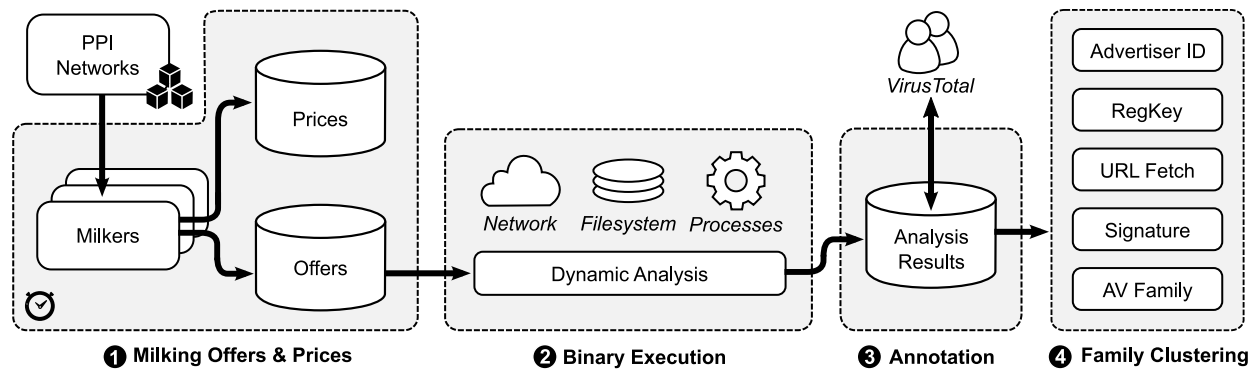 PPI
Networks
Milkers
Prices
Offers
1 Milking Offers & Prices
Network
Filesystem
Processes
Dynamic Analysis
2 Binary Execution
VirusTotal
Analysis
Results
3 Annotation
Advertiser ID
RegKey
URL Fetch
Signature
AV Family
4 Family Clustering